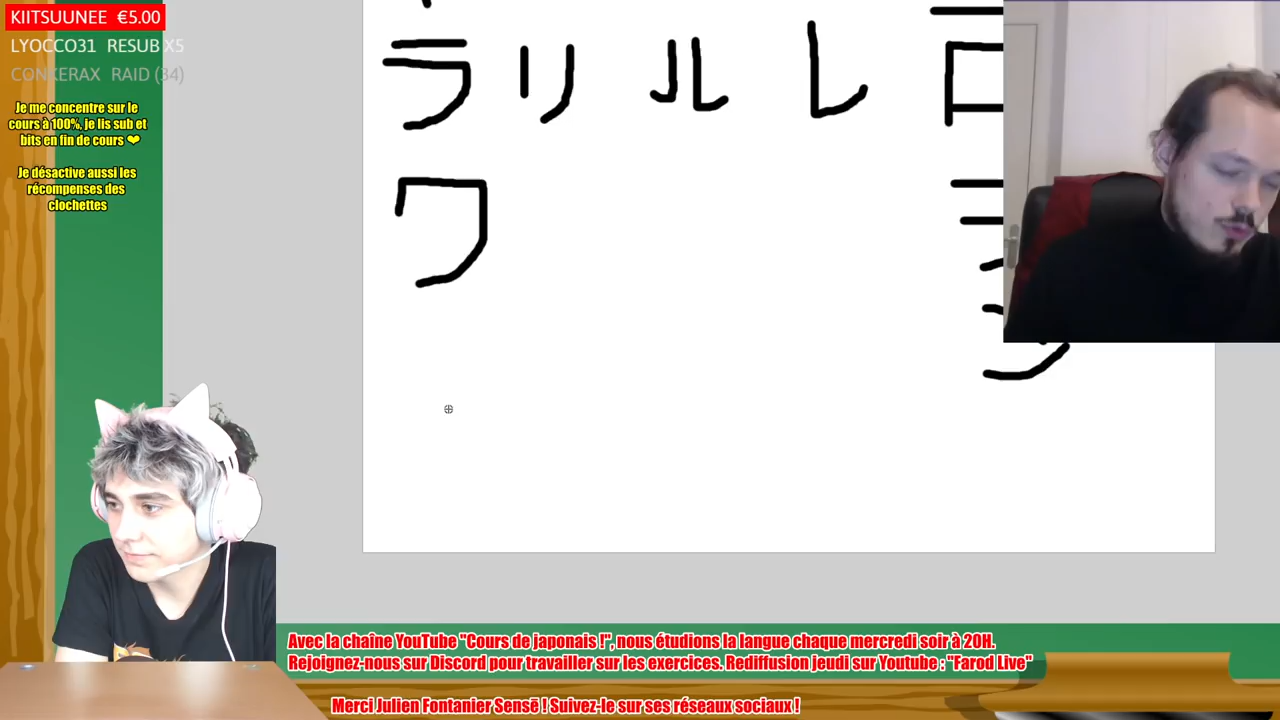 KIITSUUNEE €5.00
LYOCCO31 RESUB X5
CONKERAX RAID (34)
Je me concentre sur le
cours à 100%, je lis sub et
bits en fin de cours ❤
Je désactive aussi les
récompenses des
clochettes
ラ リ ル レ ロ
ワ
Avec la chaîne YouTube "Cours de japonais !", nous étudions la langue chaque mercredi soir à 20H.
Rejoignez-nous sur Discord pour travailler sur les exercices. Rediffusion jeudi sur Youtube : "Farod Live"
Merci Julien Fontanier Sensē ! Suivez-le sur ses réseaux sociaux !